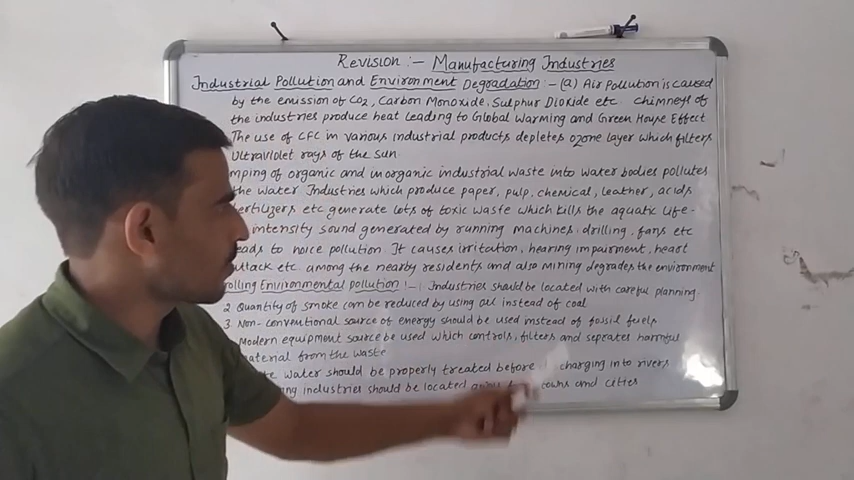 Revision :- Manufacturing Industries
Industrial Pollution and Environment Degradation :- (a) Air Pollution is caused
by the emission of CO2, Carbon Monoxide, Sulphur Dioxide etc chimneys of
the industries produce heat leading to Global Warming and Green House Effect
The use of CFC in various industrial products depletes ozone layer which filters
Ultraviolet rays of the sun.
mping of organic and inorganic industrial waste into water bodies pollutes
the water Industries which produce paper, pulp, chemical, leather, acids
ertilizers etc generate lots of toxic waste which kills the aquatic life-
intensity sound generated by running machines, drilling, fans etc
eads to noice pollution. It causes irritation, hearing impairment, heart
attack etc among the nearby residents and also mining degrades the environment
rolling Environmental pollution :- 1 Industries should be located with careful planning.
2 Quantity of smoke can be reduced by using oil instead of coal
3. Non-conventional source of energy should be used instead of fossil fuels
Modern equipment source be used which controls, filters and seperates harmful
material from the waste
water should be properly treated before charging into rivers
ing industries should be located towns and cities